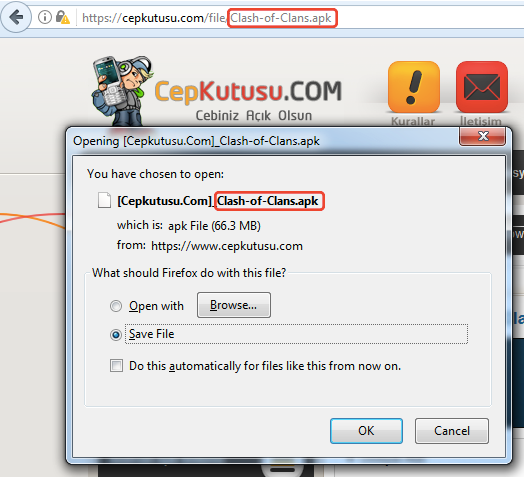 https://cepkutusu.com/file/Clash-of-Clans.apk
CepKutusu.COM
Cebiniz Açık Olsun
Kurallar
İletişim
Opening [Cepkutusu.Com]_Clash-of-Clans.apk
You have chosen to open:
[Cepkutusu.Com]_Clash-of-Clans.apk
which is: apk File (66.3 MB)
from: https://www.cepkutusu.com
What should Firefox do with this file?
Open with
Browse...
Save File
Do this automatically for files like this from now on.
OK
Cancel